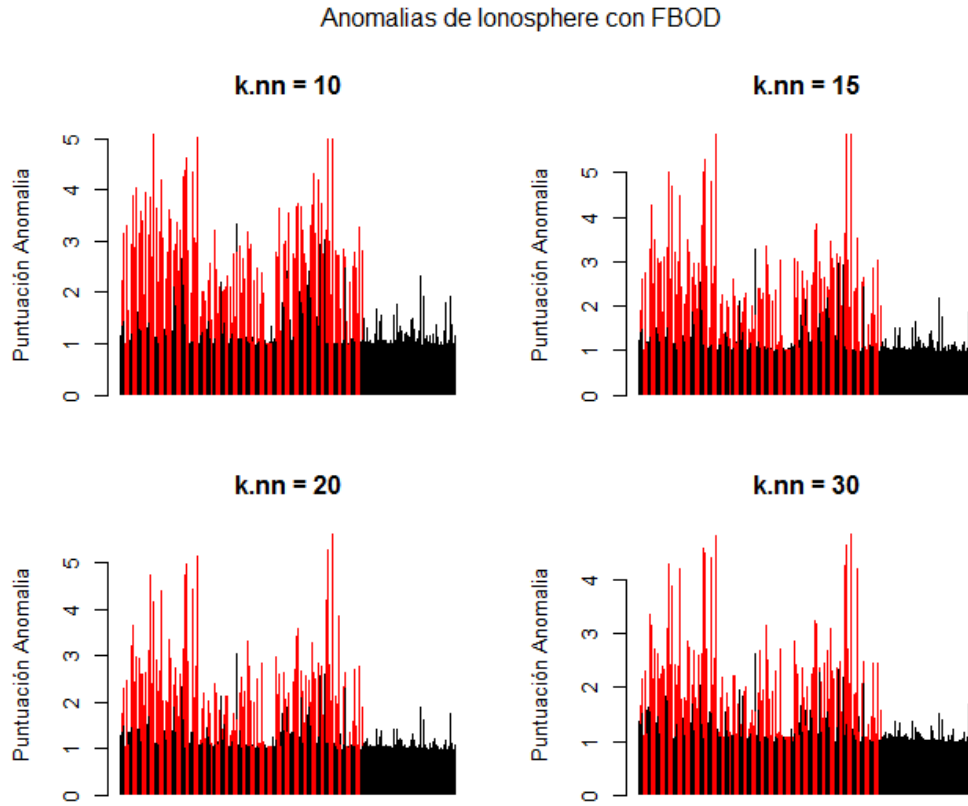 Anomalias de Ionosphere con FBOD
k.nn = 10
Puntuación Anomalia
0 1 2 3 4 5
k.nn = 15
Puntuación Anomalia
0 1 2 3 4 5
k.nn = 20
Puntuación Anomalia
0 1 2 3 4 5
k.nn = 30
Puntuación Anomalia
0 1 2 3 4